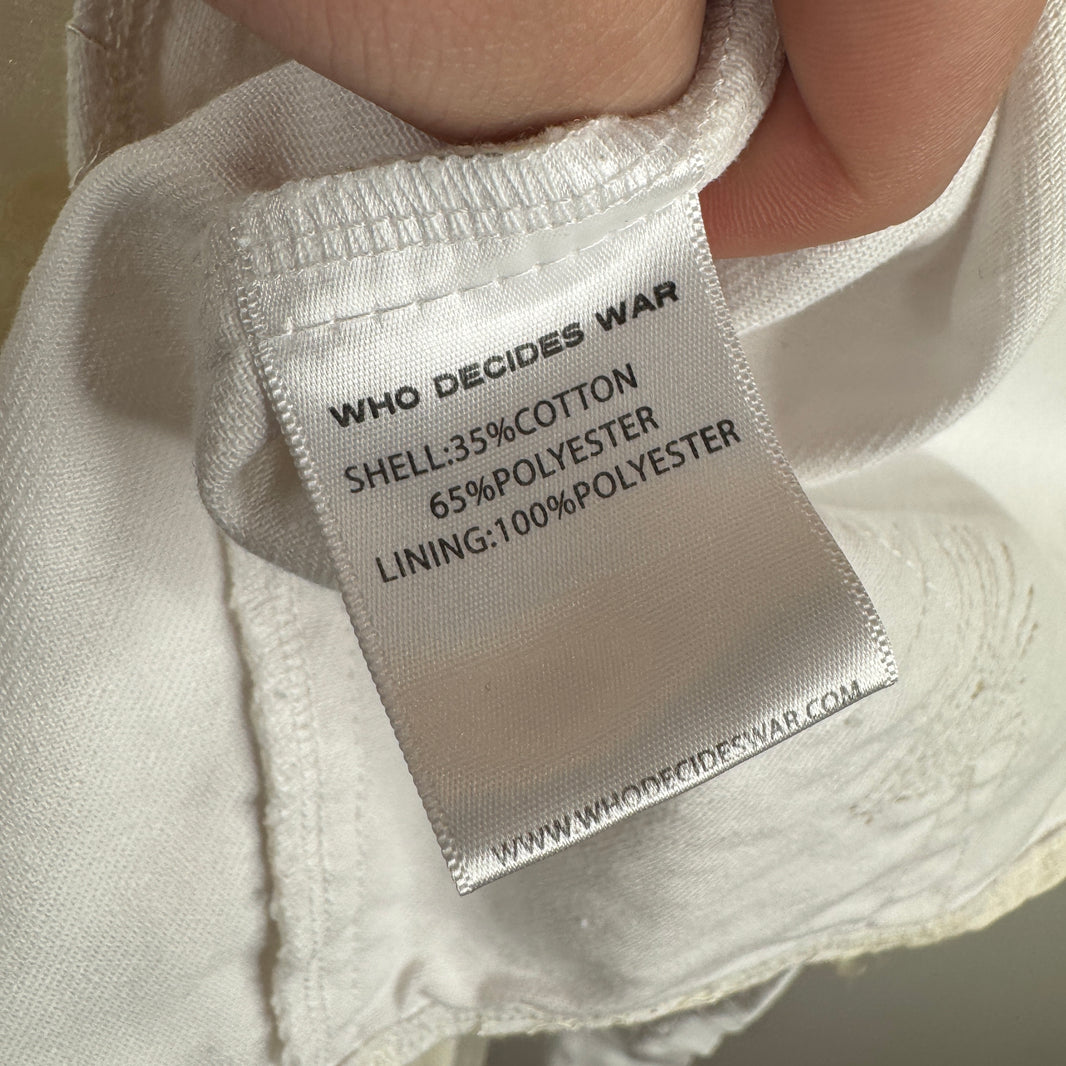 WHO DECIDES WAR
SHELL:35%COTTON
65%POLYESTER
LINING:100%POLYESTER
WWW.WHODECIDESWAR.COM